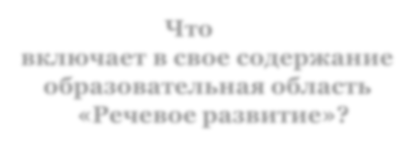 Что
включает в свое содержание
образовательная область
«Речевое развитие»?